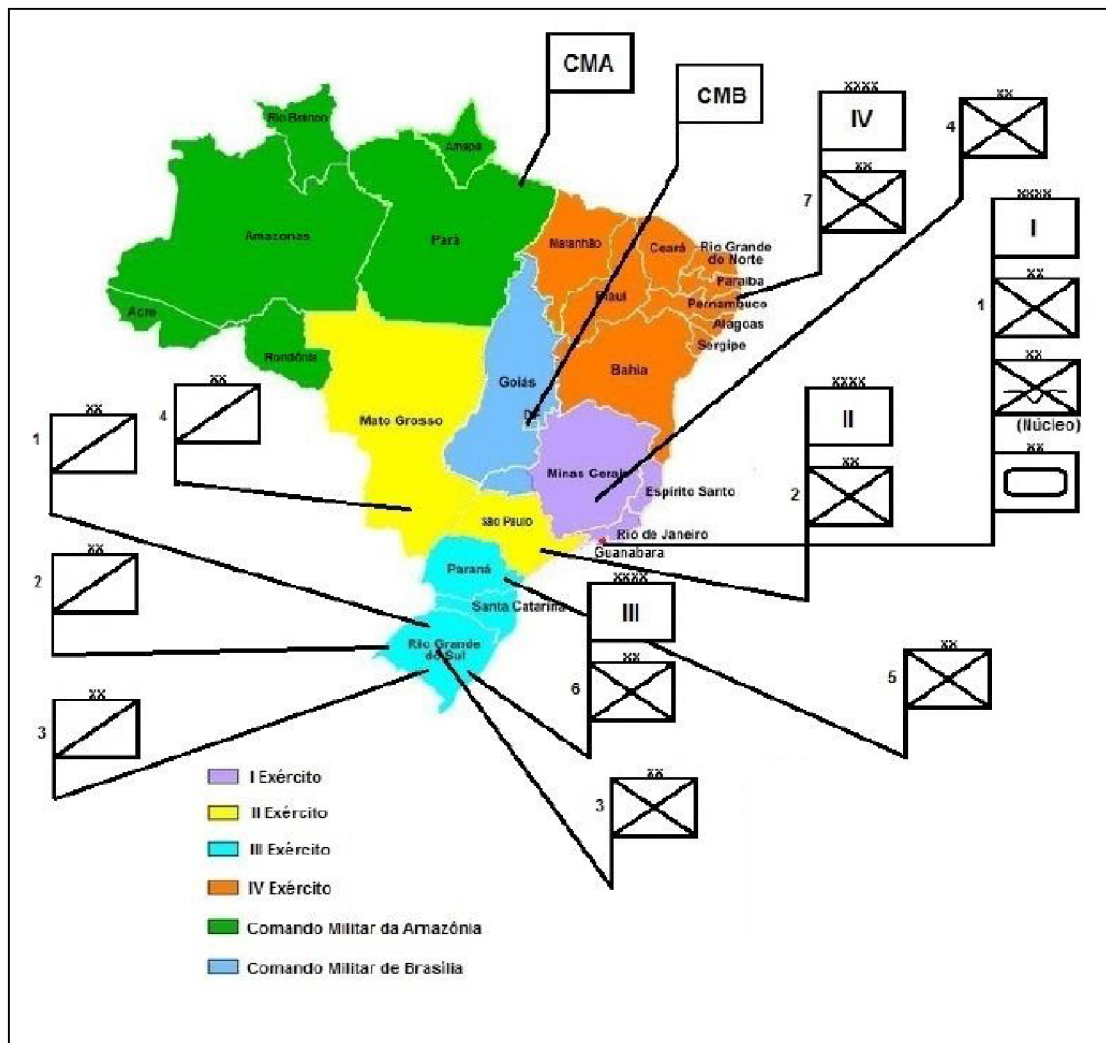 CMA
CMB
XXXX
IV
XX
7
XX
4
XXXX
I
XX
1
XX
(Núcleo)
XX
XXXX
II
XX
2
XX
4
XX
1
XX
2
XX
3
XXXX
III
XX
6
XX
5
XX
3
Rio Branco
Amapá
Amazonas
Pará
Acre
Rondônia
Maranhão
Ceará
Rio Grande
do Norte
Paraíba
Piauí
Pernambuco
Alagoas
Sergipe
Bahia
Goiás
DF
Mato Grosso
Minas Gerais
Espírito Santo
São Paulo
Rio de Janeiro
Guanabara
Paraná
Santa Catarina
Rio Grande
do Sul
I Exército
II Exército
III Exército
IV Exército
Comando Militar da Amazônia
Comando Militar de Brasília